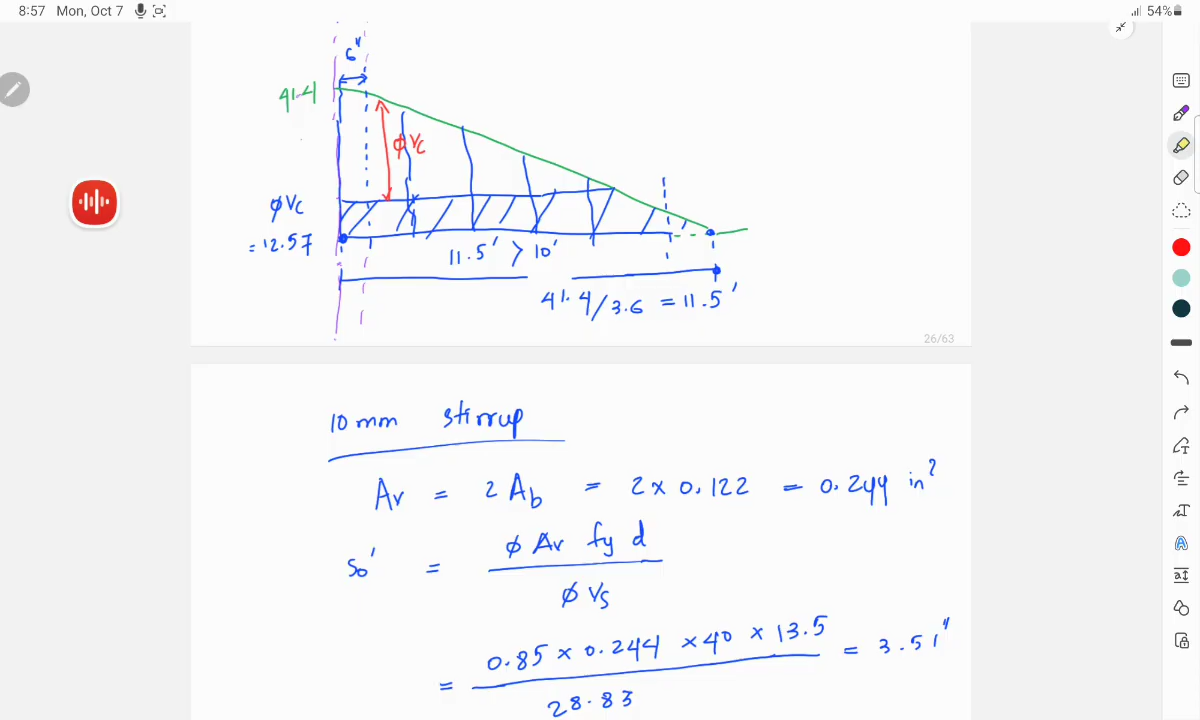 8:57 Mon, Oct 7 54%
6"
41.4
φVc
φVc
= 12.57
11.5' > 10'
41.4/3.6 = 11.5'
26/63
10 mm stirrup
Av = 2 Ab = 2 x 0.122 = 0.244 in²
So' = φ Av fy d
φ Vs
= 0.85 x 0.244 x 40 x 13.5 = 3.51"
28.83